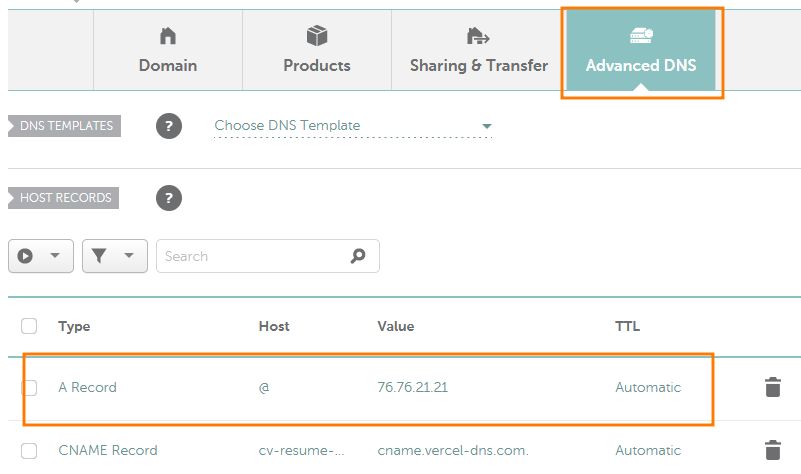 Domain
Products
Sharing & Transfer
Advanced DNS
DNS TEMPLATES
?
Choose DNS Template
HOST RECORDS
?
Search
Type Host Value TTL
A Record @ 76.76.21.21 Automatic
CNAME Record cv-resume-... cname.vercel-dns.com. Automatic